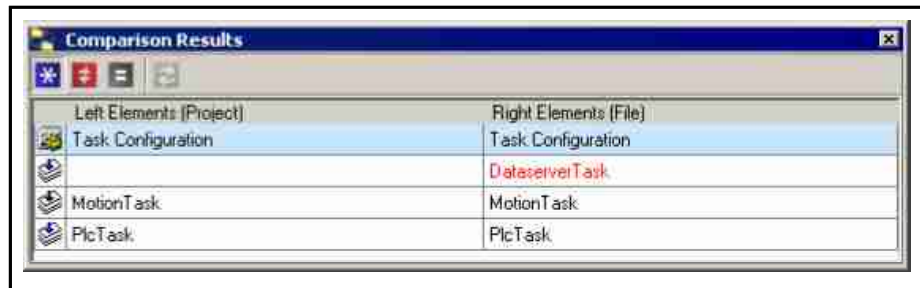 Comparison Results
Left Elements (Project) Right Elements (File)
Task Configuration Task Configuration
DataserverTask
MotionTask MotionTask
PlcTask PlcTask